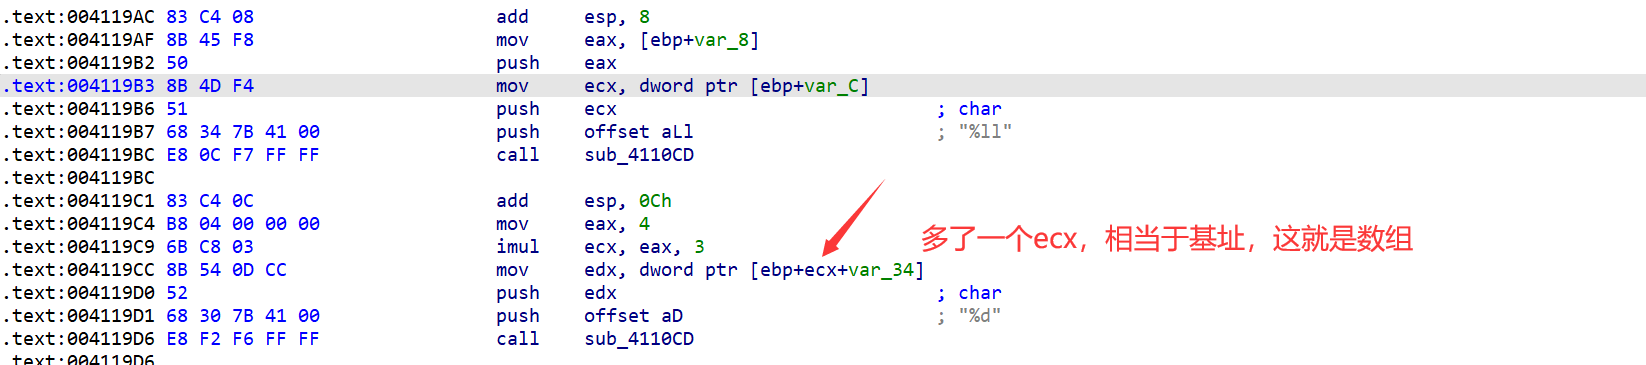 .text:004119AC 83 C4 08 add esp, 8
.text:004119AF 8B 45 F8 mov eax, [ebp+var_8]
.text:004119B2 50 push eax
.text:004119B3 8B 4D F4 mov ecx, dword ptr [ebp+var_C]
.text:004119B6 51 push ecx ; char
.text:004119B7 68 34 7B 41 00 push offset aLl ; "%ll"
.text:004119BC E8 0C F7 FF FF call sub_4110CD
.text:004119BC
.text:004119C1 83 C4 0C add esp, 0Ch
.text:004119C4 B8 04 00 00 00 mov eax, 4
多了一个ecx，相当于基址，这就是数组
.text:004119C9 6B C8 03 imul ecx, eax, 3
.text:004119CC 8B 54 0D CC mov edx, dword ptr [ebp+ecx+var_34]
.text:004119D0 52 push edx ; char
.text:004119D1 68 30 7B 41 00 push offset aD ; "%d"
.text:004119D6 E8 F2 F6 FF FF call sub_4110CD
.text:004119D6